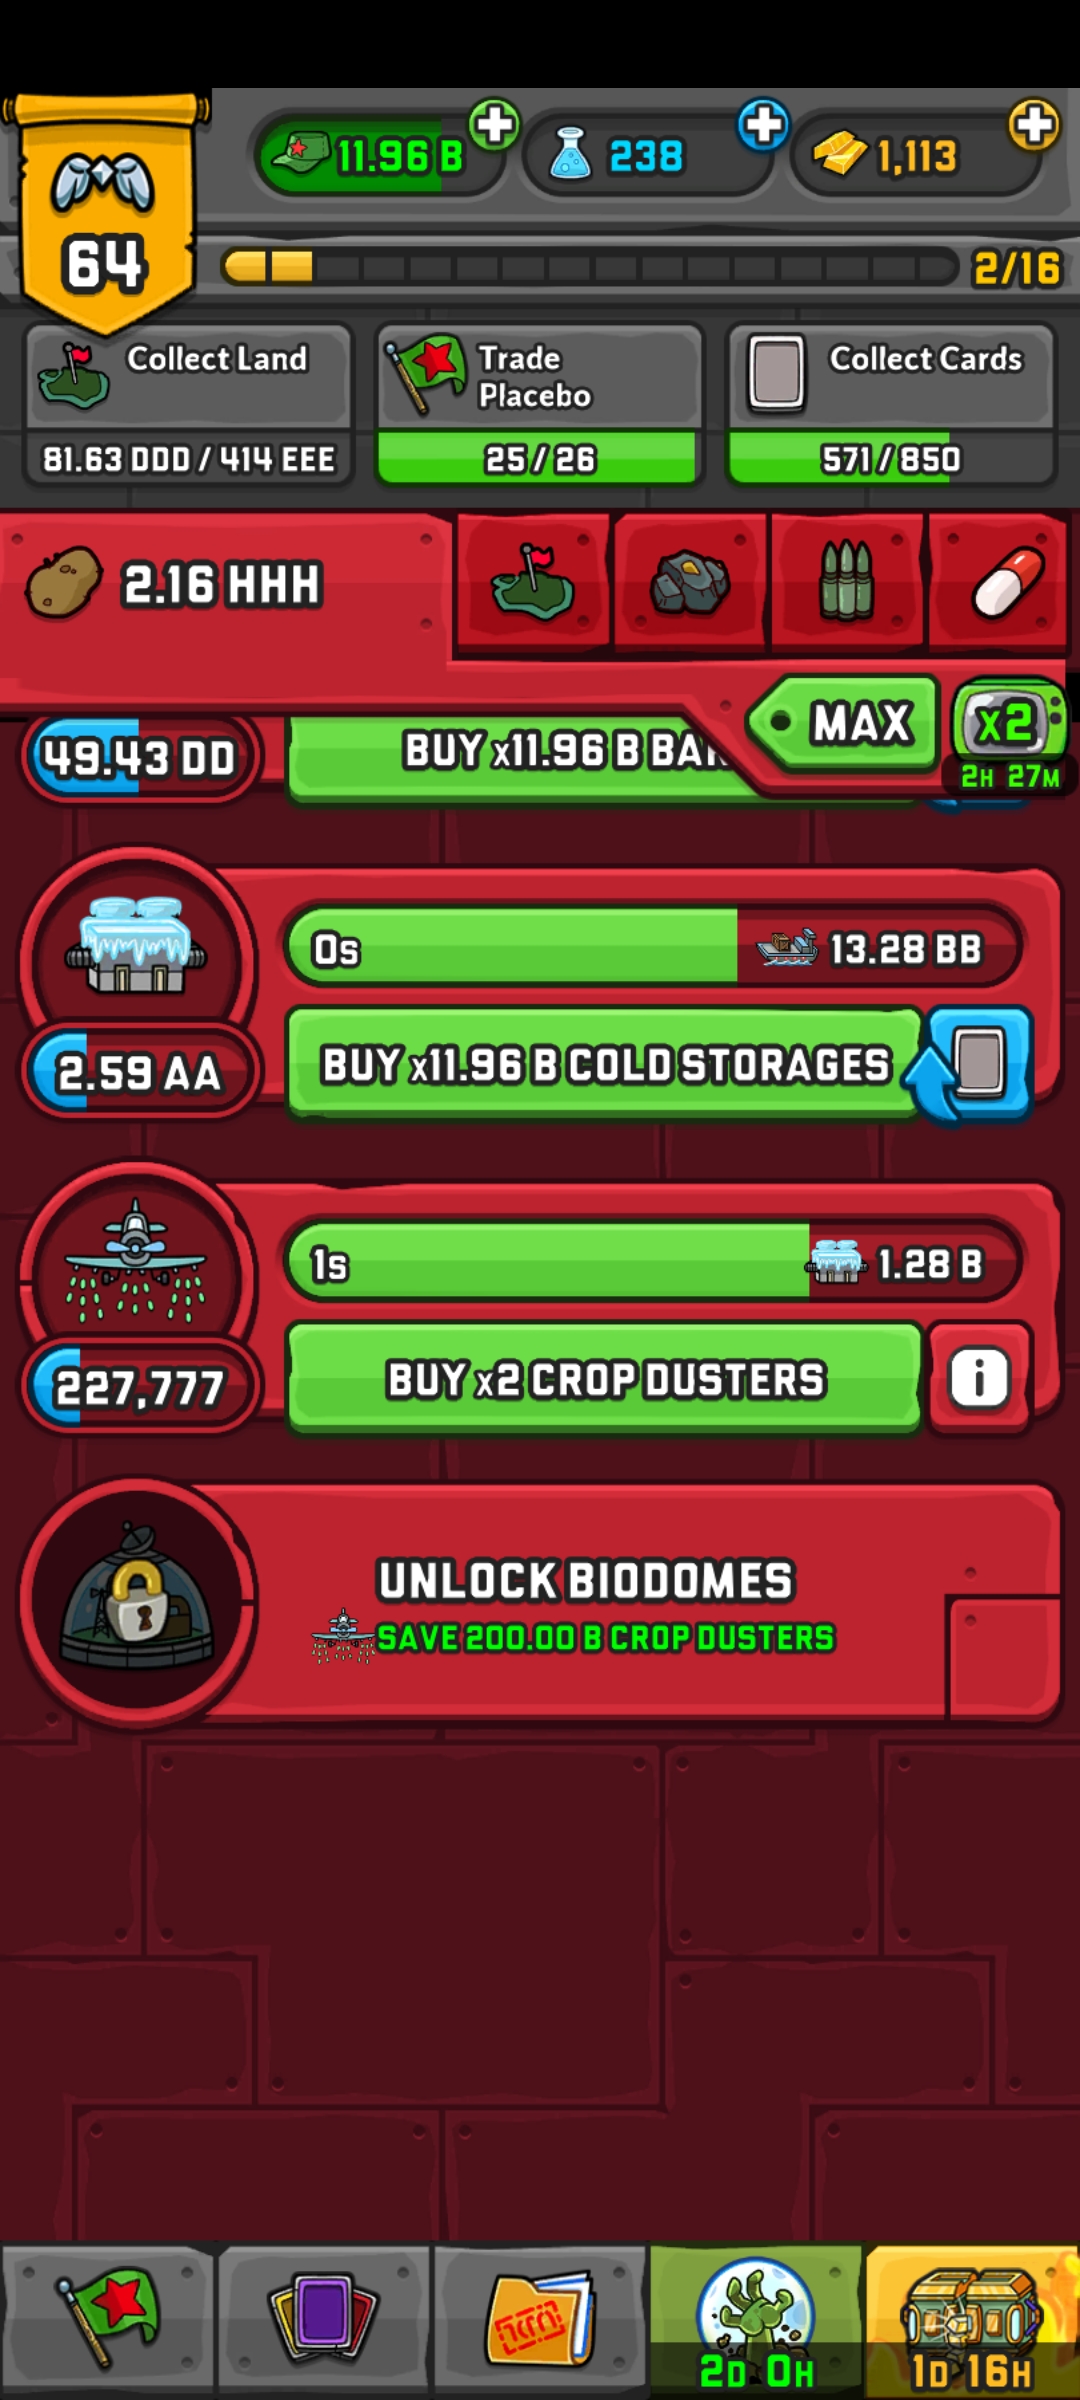 11.96 B
238
1,113
64
2/16
Collect Land
81.63 DDD / 414 EEE
Trade
Placebo
25 / 26
Collect Cards
571 / 850
2.16 HHH
MAX
x2
2H 27M
49.43 DD
BUY x11.96 B
0s
13.28 BB
2.59 AA
BUY x11.96 B COLD STORAGES
1s
1.28 B
227,777
BUY x2 CROP DUSTERS
i
UNLOCK BIODOMES
SAVE 200.00 B CROP DUSTERS
2D 0H
1D 16H